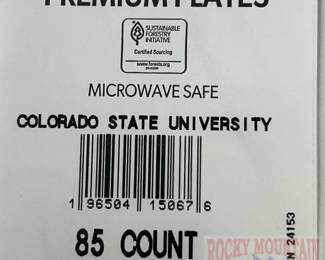 PREMIUM PLATES
SUSTAINABLE
FORESTRY
INITIATIVE
Certified Sourcing
www.forests.org
MICROWAVE SAFE
COLORADO STATE UNIVERSITY
1 96504 15067 6
85 COUNT
N 24153
ROCKY MOUNTAIN